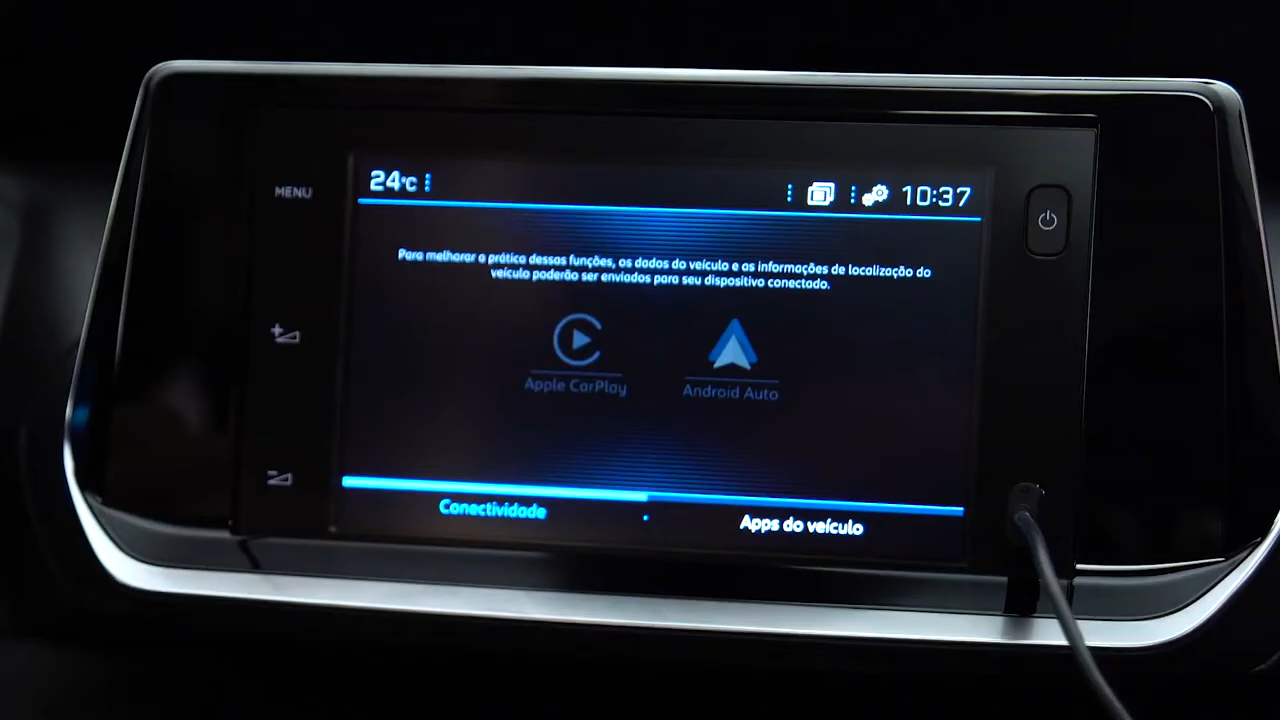 MENU
24°C
10:37
Para melhorar a prática dessas funções, os dados do veículo e as informações de localização do
veículo poderão ser enviados para seu dispositivo conectado.
Apple CarPlay
Android Auto
Conectividade
Apps do veículo